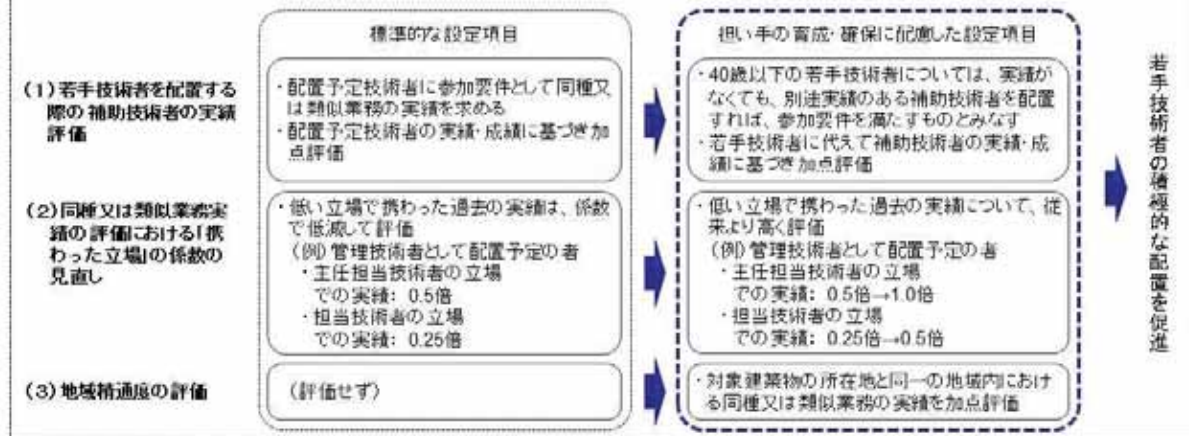 標準的な設定項目
担い手の育成・確保に配慮した設定項目
(1)若手技術者を配置する
際の補助技術者の実績
評価
・配置予定技術者に参加要件として同種又
は類似業務の実績を求める
・配置予定技術者の実績・成績に基づき加
点評価
・40歳以下の若手技術者については、実績が
なくても、別途実績のある補助技術者を配置
すれば、参加要件を満たすものとみなす
・若手技術者に代えて補助技術者の実績・成
績に基づき加点評価
(2)同種又は類似業務実
績の評価における「携
わった立場」の係数の
見直し
・低い立場で携わった過去の実績は、係数
で低減して評価
(例)管理技術者として配置予定の者
・主任担当技術者の立場
での実績: 0.5倍
・担当技術者の立場
での実績: 0.25倍
・低い立場で携わった過去の実績について、従
来より高く評価
(例)管理技術者として配置予定の者
・主任担当技術者の立場
での実績: 0.5倍→1.0倍
・担当技術者の立場
での実績: 0.25倍→0.5倍
(3)地域精通度の評価
(評価せず)
・対象建築物の所在地と同一の地域内におけ
る同種又は類似業務の実績を加点評価
若手技術者の積極的な配置を促進